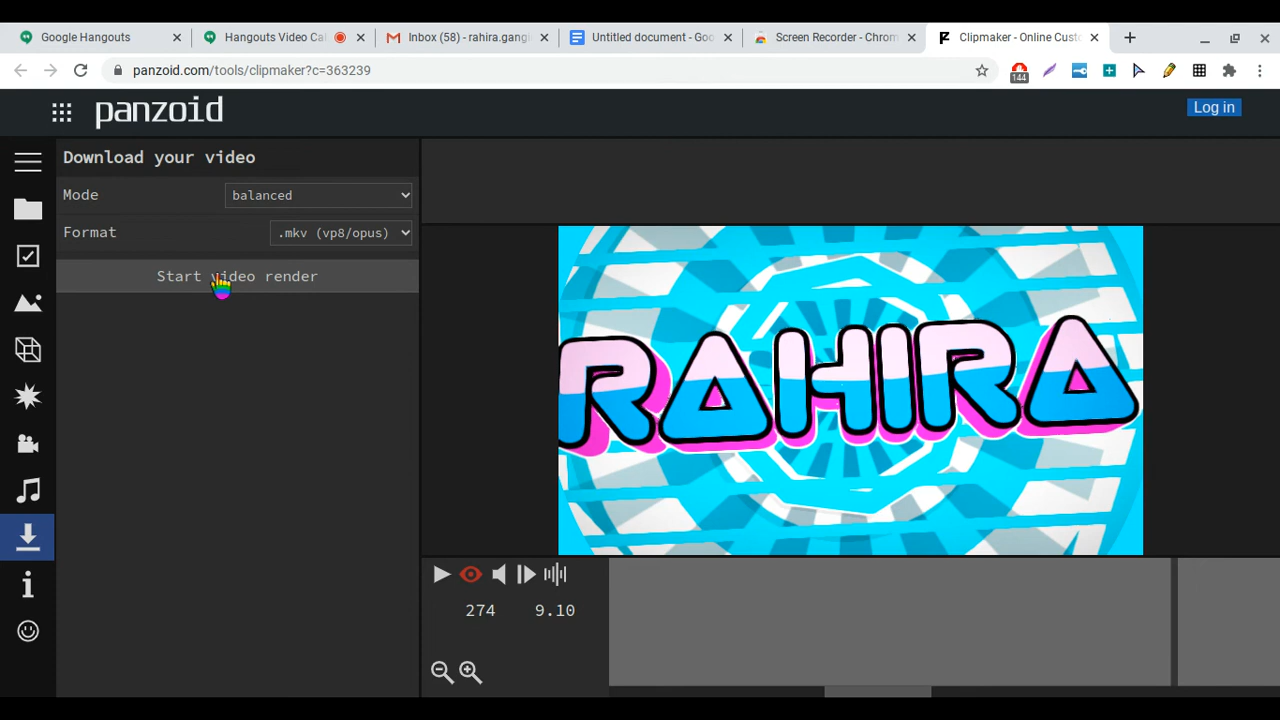 Google Hangouts
Hangouts Video Cal
Inbox (58) - rahira.gangi
Untitled document - Goo
Screen Recorder - Chrom
Clipmaker - Online Custo
panzoid.com/tools/clipmaker?c=363239
144
panzoid
Log in
Download your video
Mode
balanced
Format
.mkv (vp8/opus)
Start video render
RAHIRA
274
9.10